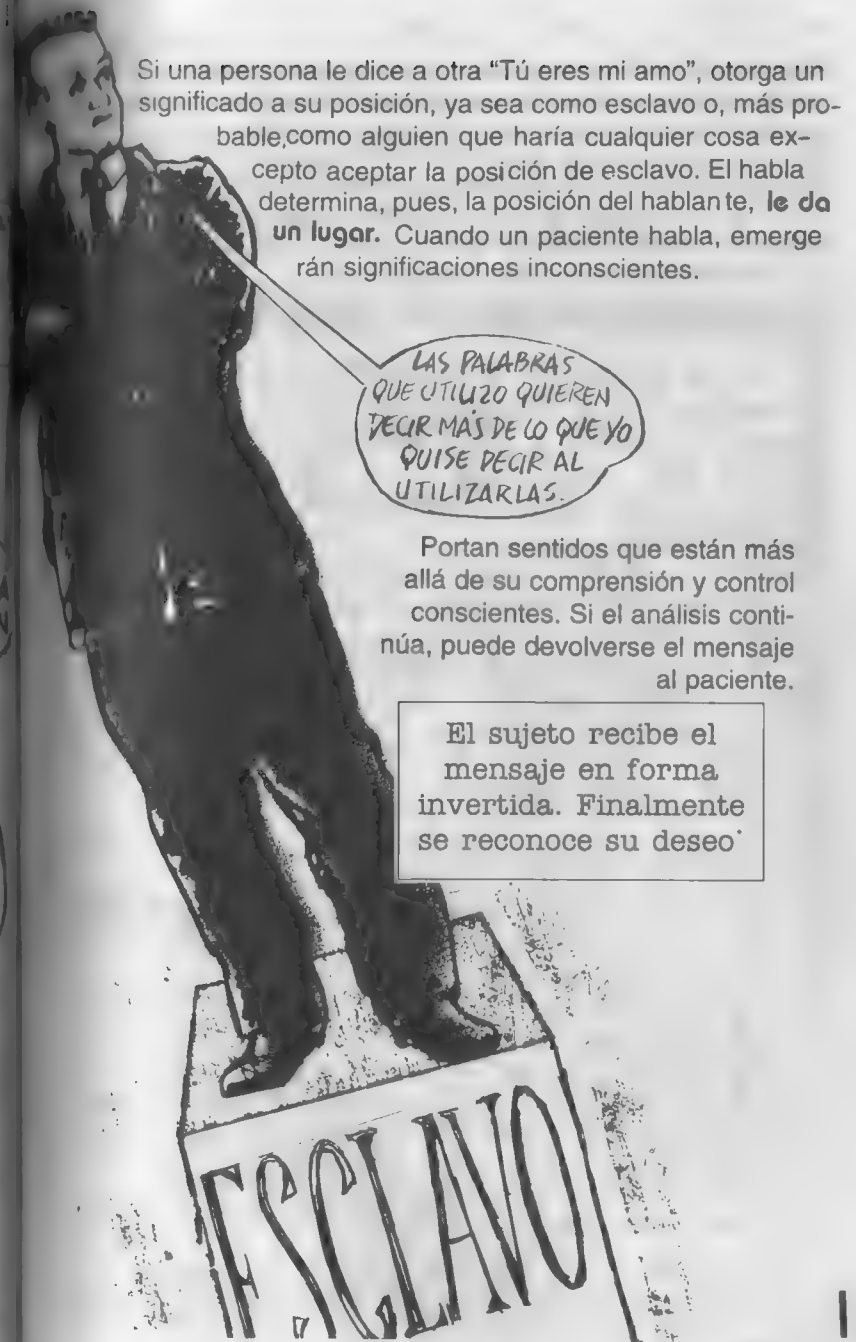 Si una persona le dice a otra “Tú eres mi amo”, otorga un
significado a su posición, ya sea como esclavo o, más pro-
bable,como alguien que haría cualquier cosa ex-
cepto aceptar la posición de esclavo. El habla
determina, pues, la posición del hablante, le da
un lugar. Cuando un paciente habla, emerge
rán significaciones inconscientes.
LAS PALABRAS
QUE UTILIZO QUIEREN
DECIR MÁS DE LO QUE YO
QUISE DECIR AL
UTILIZARLAS.
Portan sentidos que están más
allá de su comprensión y control
conscientes. Si el análisis conti-
núa, puede devolverse el mensaje
al paciente.
El sujeto recibe el
mensaje en forma
invertida. Finalmente
se reconoce su deseo
ESCLAVO